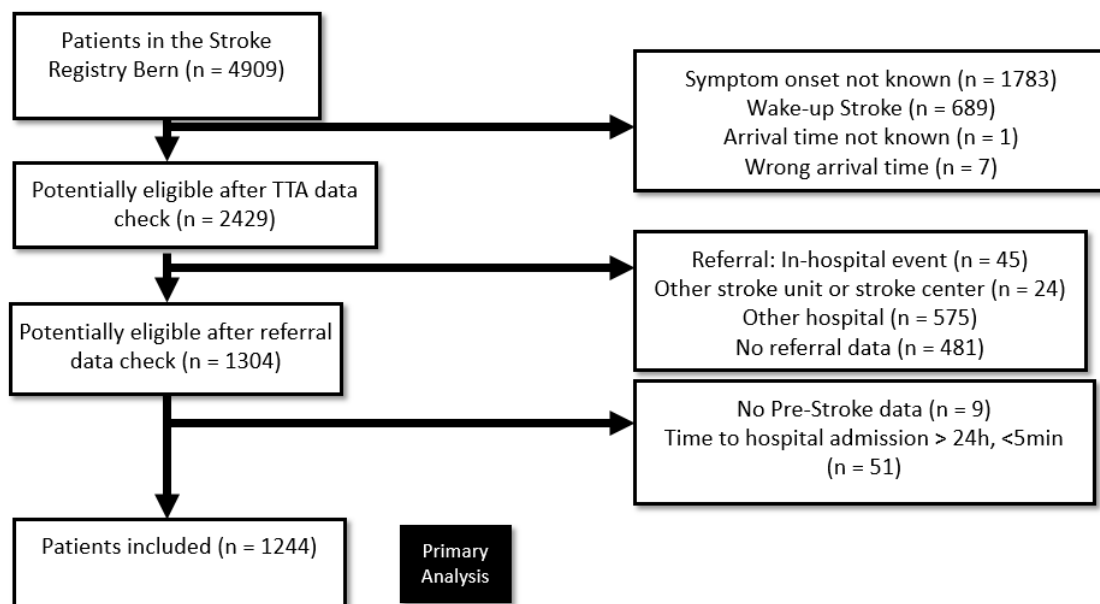 Patients in the Stroke
Registry Bern (n = 4909)
Symptom onset not known (n = 1783)
Wake-up Stroke (n = 689)
Arrival time not known (n = 1)
Wrong arrival time (n = 7)
Potentially eligible after TTA data
check (n = 2429)
Referral: In-hospital event (n = 45)
Other stroke unit or stroke center (n = 24)
Other hospital (n = 575)
No referral data (n = 481)
Potentially eligible after referral
data check (n = 1304)
No Pre-Stroke data (n = 9)
Time to hospital admission > 24h, <5min
(n = 51)
Patients included (n = 1244)
Primary
Analysis